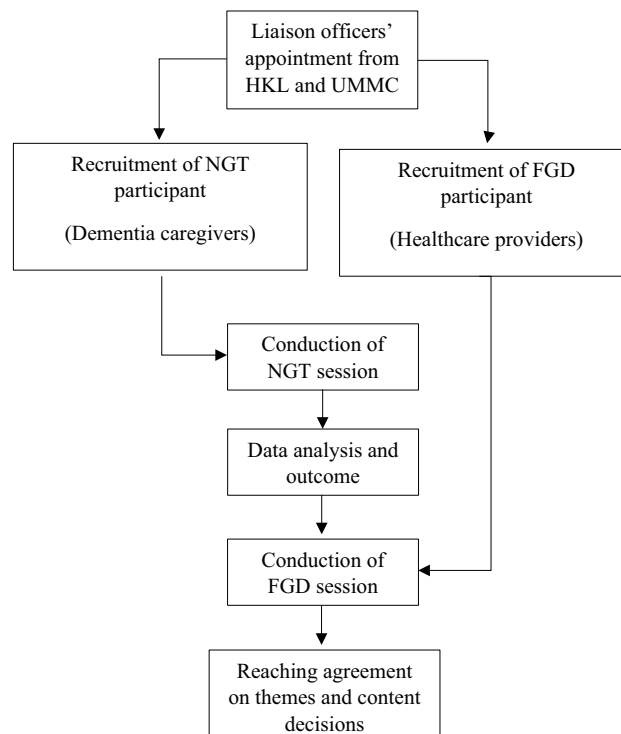 Liaison officers’
appointment from
HKL and UMMC
Recruitment of NGT
participant
(Dementia caregivers)
Recruitment of FGD
participant
(Healthcare providers)
Conduction of
NGT session
Data analysis and
outcome
Conduction of
FGD session
Reaching agreement
on themes and content
decisions